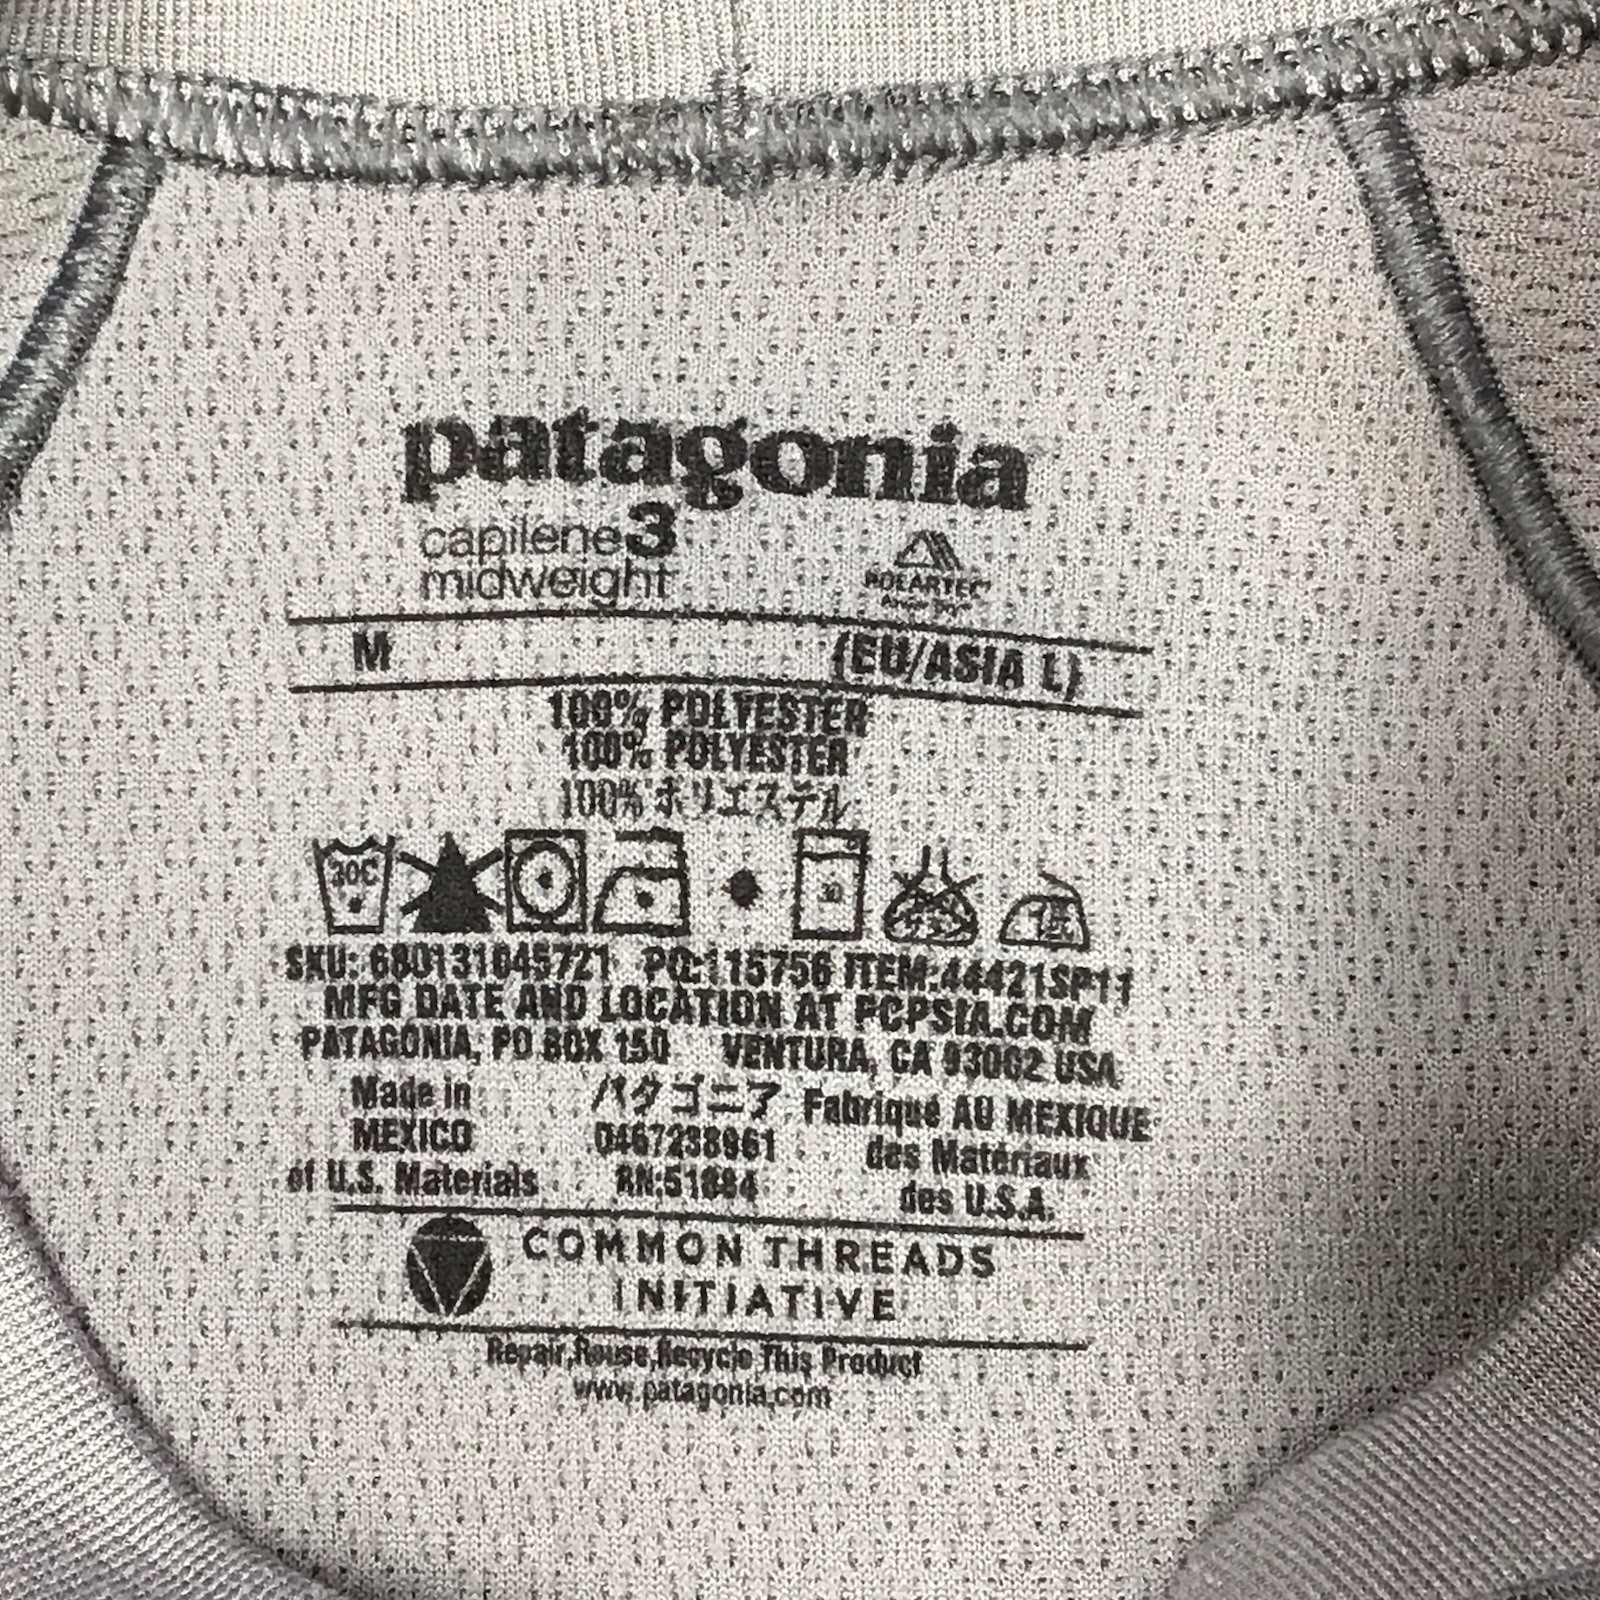 patagonia
capilene 3
midweight
POLARTEC
M (EU/ASIA L)
100% POLYESTER
100% POLYESTER
100% ポリエステル
30C
SKU: 680131645721 PO:115756 ITEM:44421SP11
MFG DATE AND LOCATION AT PCPSIA.COM
PATAGONIA, PO BOX 150 VENTURA, CA 93002 USA
Made in パタゴニア Fabriqué AU MEXIQUE
MEXICO 0467238961 des Matériaux
of U.S. Materials RN:51884 des U.S.A.
COMMON THREADS
INITIATIVE
Repair,Reuse,Recycle This Product
www.patagonia.com